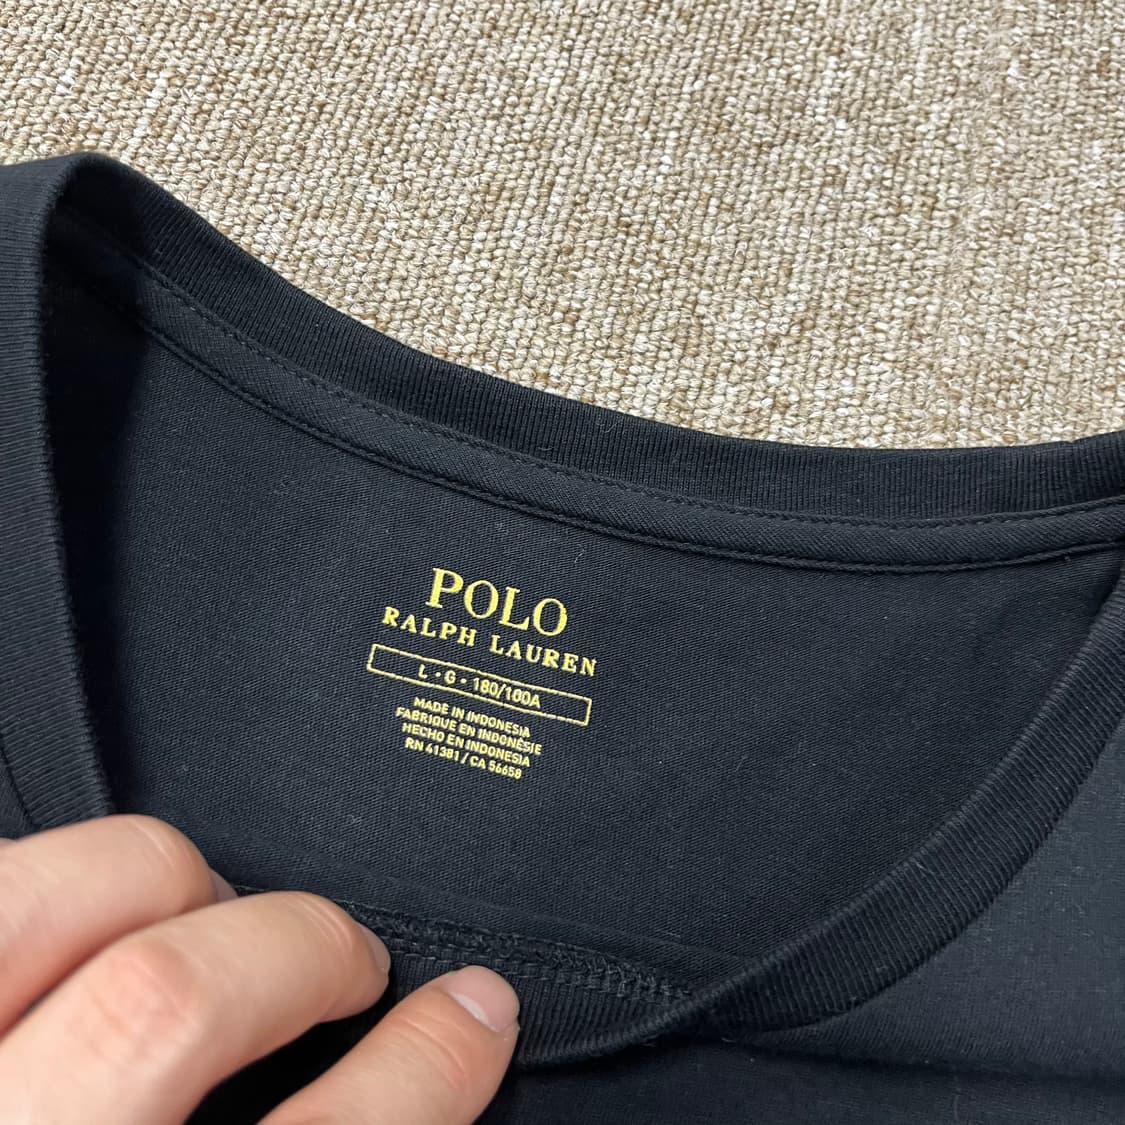 POLO
RALPH LAUREN
L • G • 180/100A
MADE IN INDONESIA
FABRIQUE EN INDONÉSIE
HECHO EN INDONESIA
RN 41381 / CA 56658